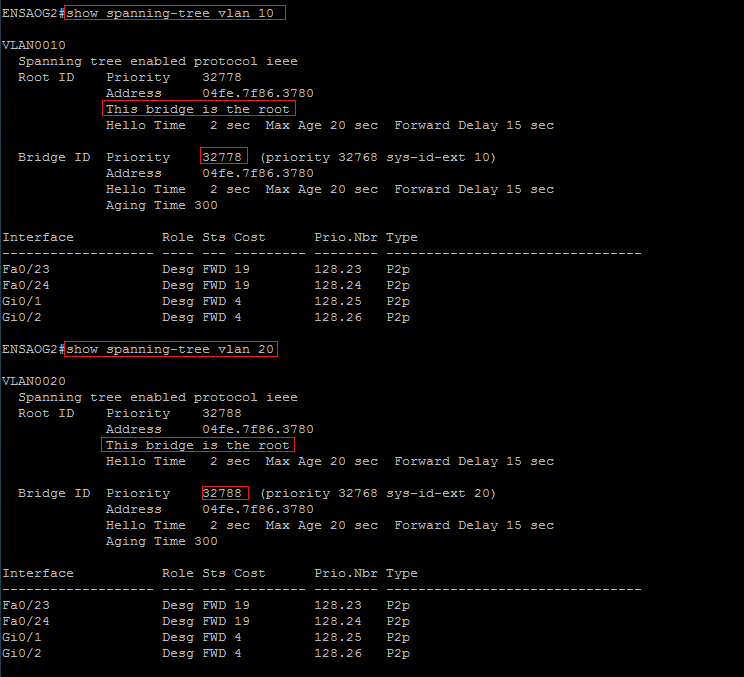 ENSAOG2#show spanning-tree vlan 10
VLAN0010
  Spanning tree enabled protocol ieee
  Root ID    Priority    32778
             Address     04fe.7f86.3780
             This bridge is the root
             Hello Time   2 sec  Max Age 20 sec  Forward Delay 15 sec
  Bridge ID  Priority    32778  (priority 32768 sys-id-ext 10)
             Address     04fe.7f86.3780
             Hello Time   2 sec  Max Age 20 sec  Forward Delay 15 sec
             Aging Time 300
Interface           Role Sts Cost      Prio.Nbr Type
------------------- ---- --- --------- -------- --------------------------------
Fa0/23              Desg FWD 19        128.23   P2p
Fa0/24              Desg FWD 19        128.24   P2p
Gi0/1               Desg FWD 4         128.25   P2p
Gi0/2               Desg FWD 4         128.26   P2p
ENSAOG2#show spanning-tree vlan 20
VLAN0020
  Spanning tree enabled protocol ieee
  Root ID    Priority    32788
             Address     04fe.7f86.3780
             This bridge is the root
             Hello Time   2 sec  Max Age 20 sec  Forward Delay 15 sec
  Bridge ID  Priority    32788  (priority 32768 sys-id-ext 20)
             Address     04fe.7f86.3780
             Hello Time   2 sec  Max Age 20 sec  Forward Delay 15 sec
             Aging Time 300
Interface           Role Sts Cost      Prio.Nbr Type
------------------- ---- --- --------- -------- --------------------------------
Fa0/23              Desg FWD 19        128.23   P2p
Fa0/24              Desg FWD 19        128.24   P2p
Gi0/1               Desg FWD 4         128.25   P2p
Gi0/2               Desg FWD 4         128.26   P2p